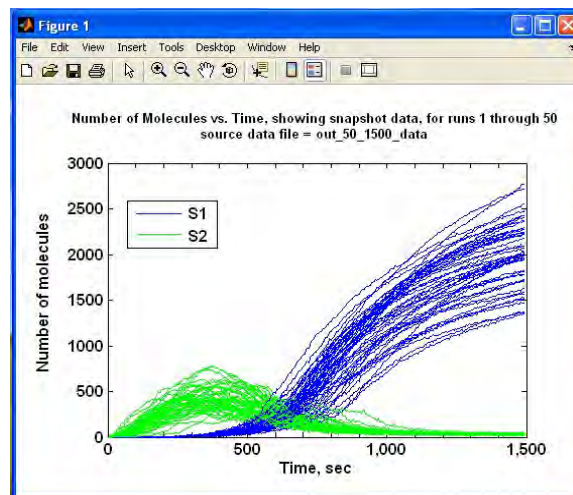 Figure 1
File Edit View Insert Tools Desktop Window Help
Number of Molecules vs. Time, showing snapshot data, for runs 1 through 50
source data file = out_50_1500_data
3000
2500
2000
1500
1000
500
0
S1
S2
Number of molecules
0 500 1,000 1,500
Time, sec